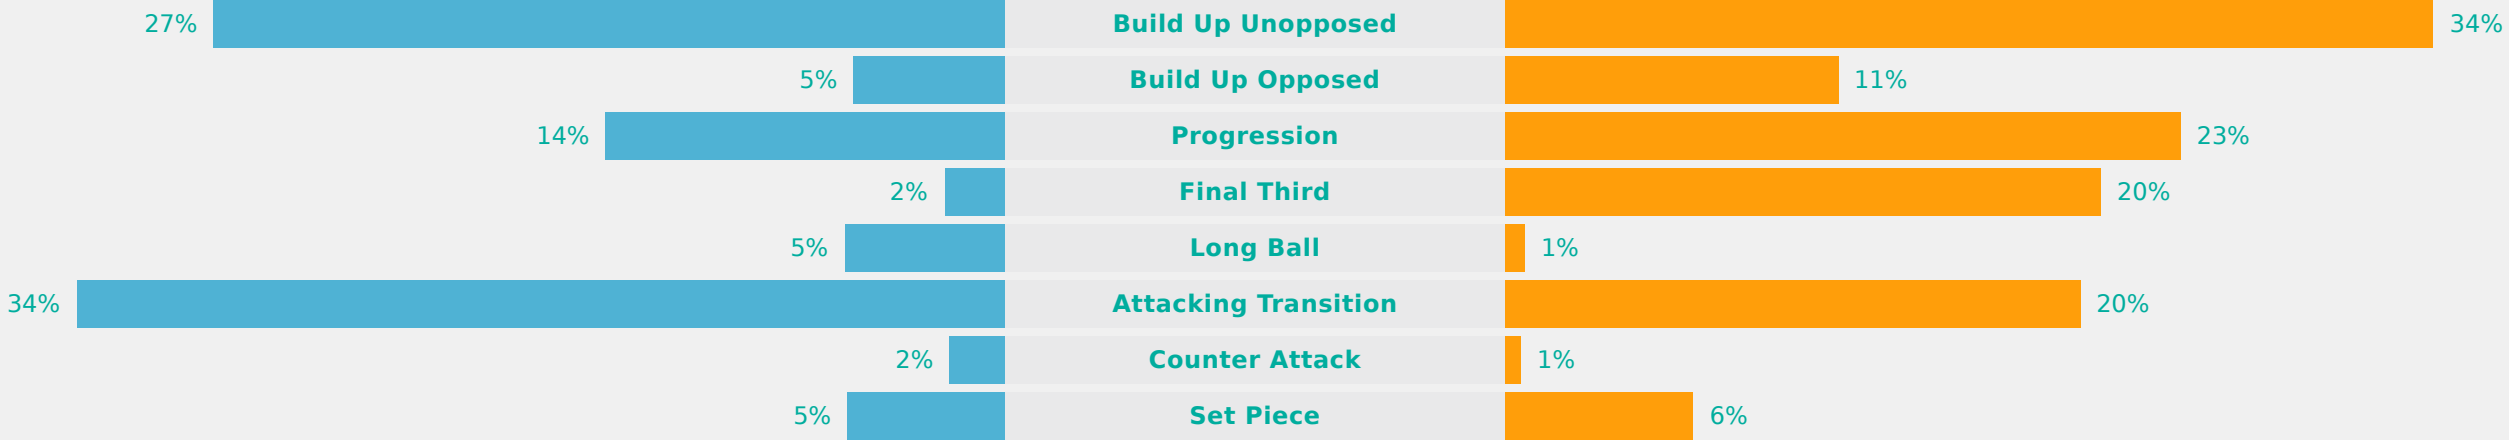 27% Build Up Unopposed 34%
5% Build Up Opposed 11%
14% Progression 23%
2% Final Third 20%
5% Long Ball 1%
34% Attacking Transition 20%
2% Counter Attack 1%
5% Set Piece 6%